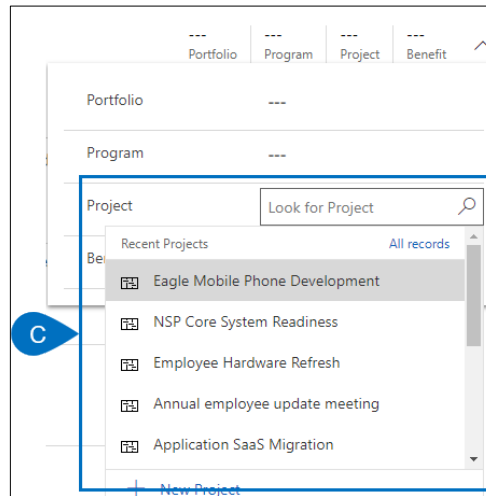 --- --- --- ---
Portfolio Program Project Benefit
Portfolio ---
Program ---
Project Look for Project
Be
Recent Projects All records
Eagle Mobile Phone Development
NSP Core System Readiness
C
Employee Hardware Refresh
Annual employee update meeting
Application SaaS Migration
+ New Project